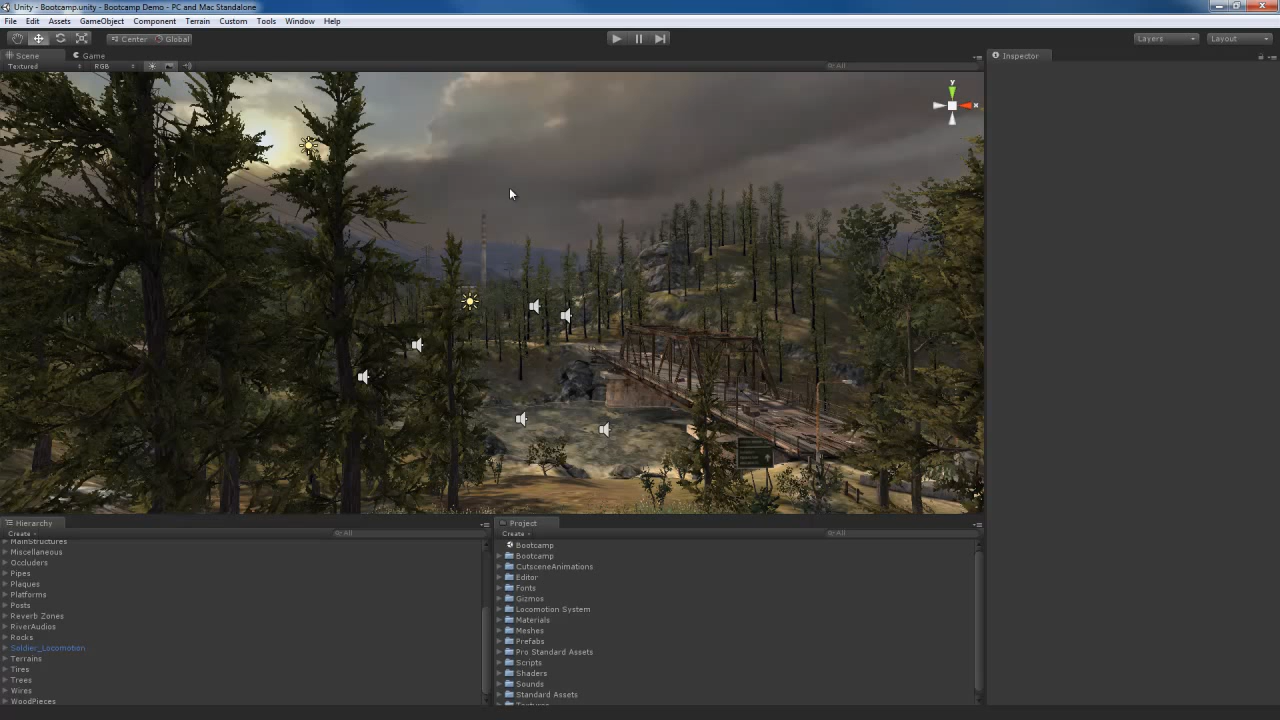 Unity - Bootcamp.unity - Bootcamp Demo - PC and Mac Standalone
File Edit Assets GameObject Component Terrain Custom Tools Window Help
Center Global Layers Layout
Scene Game Inspector
Textured RGB All
Hierarchy
Create All
MainStructures
Miscellaneous
Occluders
Pipes
Plaques
Platforms
Posts
Reverb Zones
RiverAudios
Rocks
Soldier_Locomotion
Terrains
Tires
Trees
Wires
WoodPieces
Project
Create All
Bootcamp
Bootcamp
CutsceneAnimations
Editor
Fonts
Gizmos
Locomotion System
Materials
Meshes
Prefabs
Pro Standard Assets
Scripts
Shaders
Sounds
Standard Assets
Textures
y
x